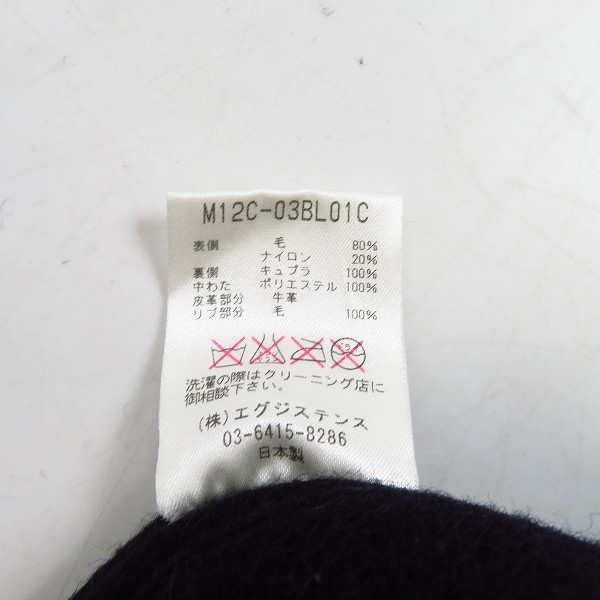 M12C-03BL01C
表側 毛 80%
ナイロン 20%
裏側 キュプラ 100%
中わた ポリエステル 100%
皮革部分 牛革
リブ部分 毛 100%
洗濯の際はクリーニング店に
御相談下さい。
(株)エグジステンス
03-6415-8286
日本製